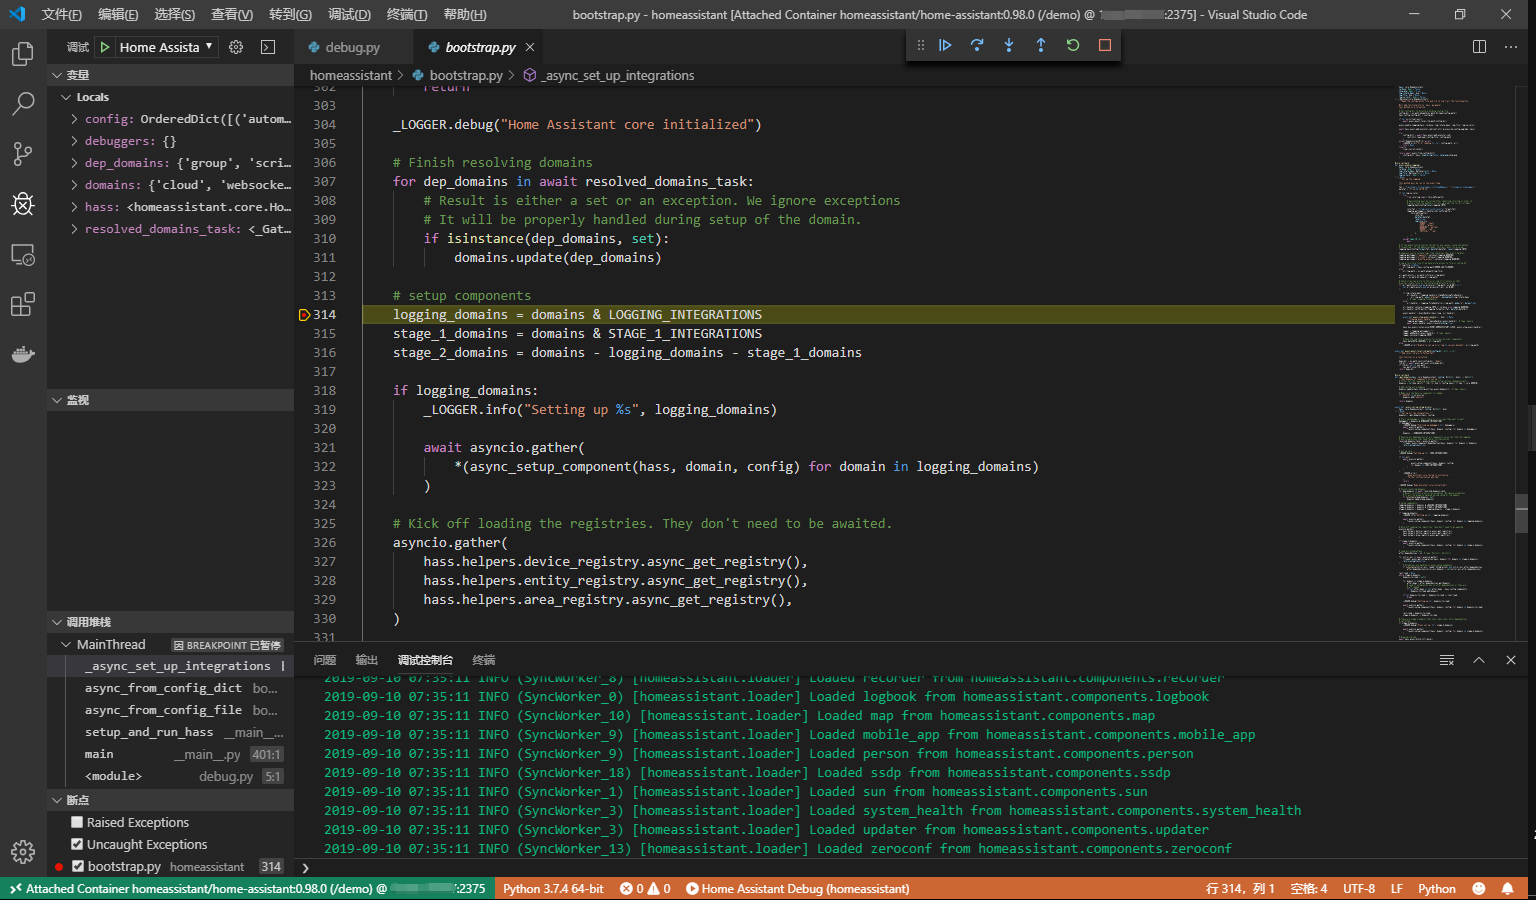 文件(F) 编辑(E) 选择(S) 查看(V) 转到(G) 调试(D) 终端(T) 帮助(H)
bootstrap.py - homeassistant [Attached Container homeassistant/home-assistant:0.98.0 (/demo) @ :2375] - Visual Studio Code
调试 Home Assista
debug.py
bootstrap.py
homeassistant > bootstrap.py > _async_set_up_integrations
变量
Locals
config: OrderedDict([('autom…
debuggers: {}
dep_domains: {'group', 'scri…
domains: {'cloud', 'websocke…
hass: <homeassistant.core.Ho…
resolved_domains_task: <_Gat…
监视
调用堆栈
MainThread 因 BREAKPOINT 已暂停
_async_set_up_integrations
async_from_config_dict bo…
async_from_config_file bo…
setup_and_run_hass __main__…
main __main__.py 401:1
<module> debug.py 5:1
断点
Raised Exceptions
Uncaught Exceptions
bootstrap.py homeassistant 314
302 return
303
304 _LOGGER.debug("Home Assistant core initialized")
305
306 # Finish resolving domains
307 for dep_domains in await resolved_domains_task:
308 # Result is either a set or an exception. We ignore exceptions
309 # It will be properly handled during setup of the domain.
310 if isinstance(dep_domains, set):
311 domains.update(dep_domains)
312
313 # setup components
314 logging_domains = domains & LOGGING_INTEGRATIONS
315 stage_1_domains = domains & STAGE_1_INTEGRATIONS
316 stage_2_domains = domains - logging_domains - stage_1_domains
317
318 if logging_domains:
319 _LOGGER.info("Setting up %s", logging_domains)
320
321 await asyncio.gather(
322 *(async_setup_component(hass, domain, config) for domain in logging_domains)
323 )
324
325 # Kick off loading the registries. They don't need to be awaited.
326 asyncio.gather(
327 hass.helpers.device_registry.async_get_registry(),
328 hass.helpers.entity_registry.async_get_registry(),
329 hass.helpers.area_registry.async_get_registry(),
330 )
331
问题 输出 调试控制台 终端
2019-09-10 07:35:11 INFO (SyncWorker_8) [homeassistant.loader] Loaded recorder from homeassistant.components.recorder
2019-09-10 07:35:11 INFO (SyncWorker_0) [homeassistant.loader] Loaded logbook from homeassistant.components.logbook
2019-09-10 07:35:11 INFO (SyncWorker_10) [homeassistant.loader] Loaded map from homeassistant.components.map
2019-09-10 07:35:11 INFO (SyncWorker_9) [homeassistant.loader] Loaded mobile_app from homeassistant.components.mobile_app
2019-09-10 07:35:11 INFO (SyncWorker_9) [homeassistant.loader] Loaded person from homeassistant.components.person
2019-09-10 07:35:11 INFO (SyncWorker_18) [homeassistant.loader] Loaded ssdp from homeassistant.components.ssdp
2019-09-10 07:35:11 INFO (SyncWorker_1) [homeassistant.loader] Loaded sun from homeassistant.components.sun
2019-09-10 07:35:11 INFO (SyncWorker_3) [homeassistant.loader] Loaded system_health from homeassistant.components.system_health
2019-09-10 07:35:11 INFO (SyncWorker_3) [homeassistant.loader] Loaded updater from homeassistant.components.updater
2019-09-10 07:35:11 INFO (SyncWorker_13) [homeassistant.loader] Loaded zeroconf from homeassistant.components.zeroconf
Attached Container homeassistant/home-assistant:0.98.0 (/demo) @ :2375 Python 3.7.4 64-bit 0 0 Home Assistant Debug (homeassistant) 行 314，列 1 空格: 4 UTF-8 LF Python